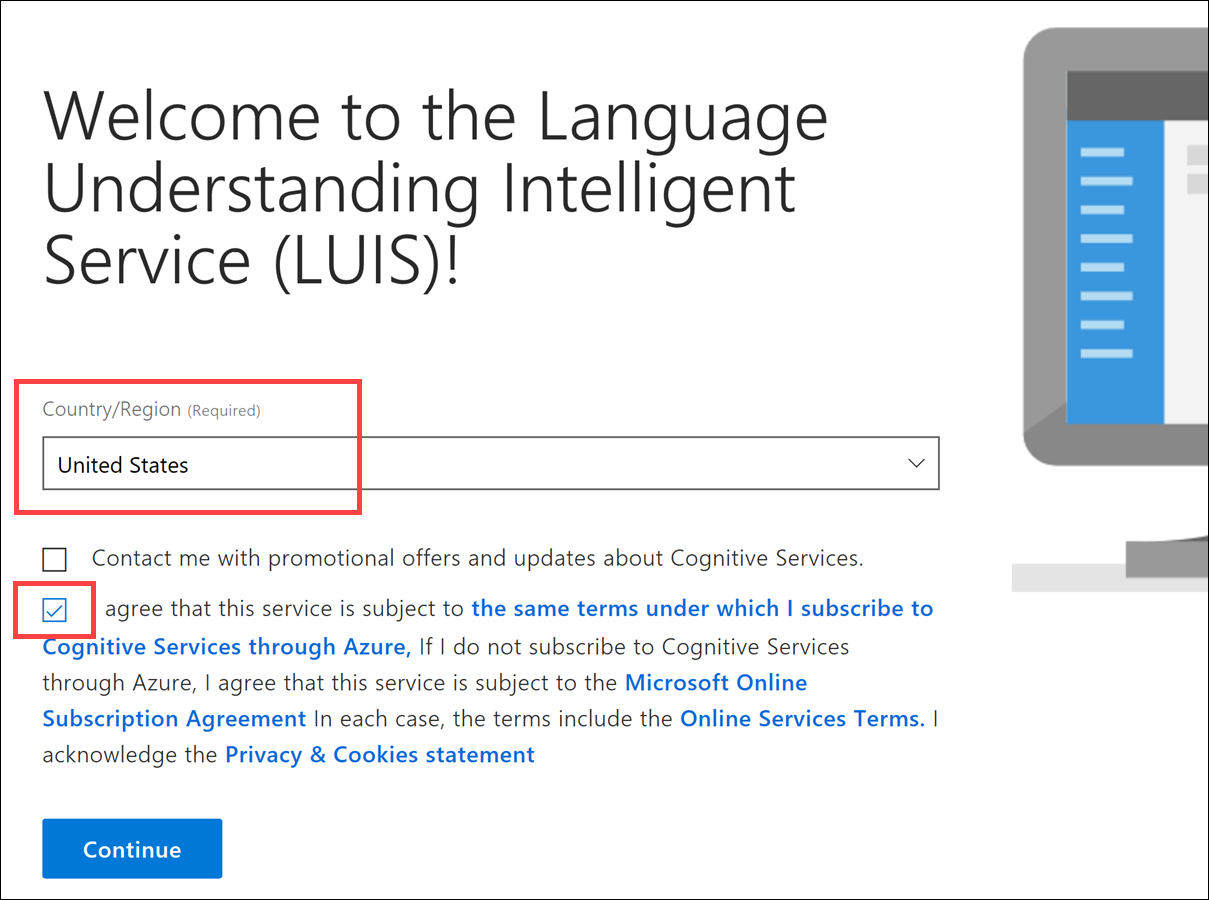 Welcome to the Language
Understanding Intelligent
Service (LUIS)!
Country/Region (Required)
United States
Contact me with promotional offers and updates about Cognitive Services.
agree that this service is subject to the same terms under which I subscribe to
Cognitive Services through Azure, If I do not subscribe to Cognitive Services
through Azure, I agree that this service is subject to the Microsoft Online
Subscription Agreement In each case, the terms include the Online Services Terms. I
acknowledge the Privacy & Cookies statement
Continue